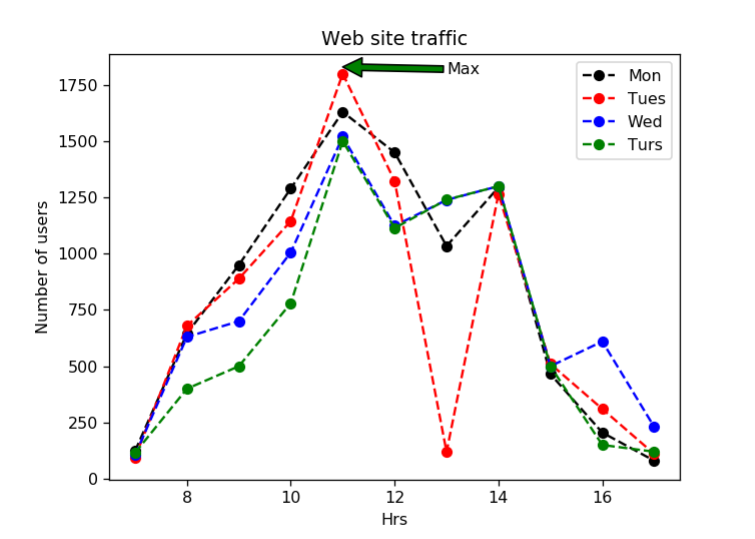 Web site traffic
Max
Mon
Tues
Wed
Turs
Number of users
1750
1500
1250
1000
750
500
250
0
8 10 12 14 16
Hrs